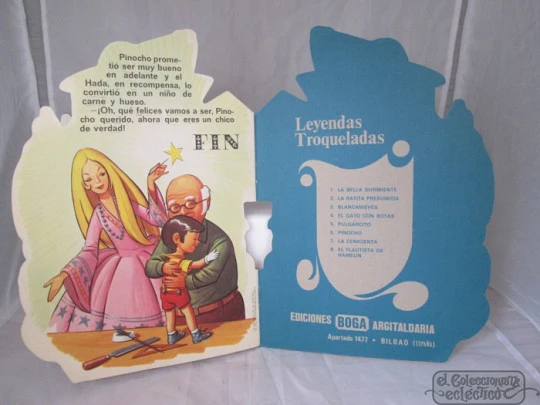 Pinocho prome-
tió ser muy bueno
en adelante y el
Hada, en recompensa, lo
convirtió en un niño de
carne y hueso.
—¡Oh, qué felices vamos a ser, Pino-
cho querido, ahora que eres un chico
de verdad!
FIN
Leyendas
Troqueladas
1. LA BELLA DURMIENTE
2. LA RATITA PRESUMIDA
3. BLANCANIEVES
4. EL GATO CON BOTAS
5. PULGARCITO
6. PINOCHO
7. LA CENICIENTA
8. EL FLAUTISTA DE
HAMELIN
EDICIONES BOGA ARGITALDARIA
Apartado 1477 - BILBAO (ESPAÑA)
el Coleccionista
ecléctico